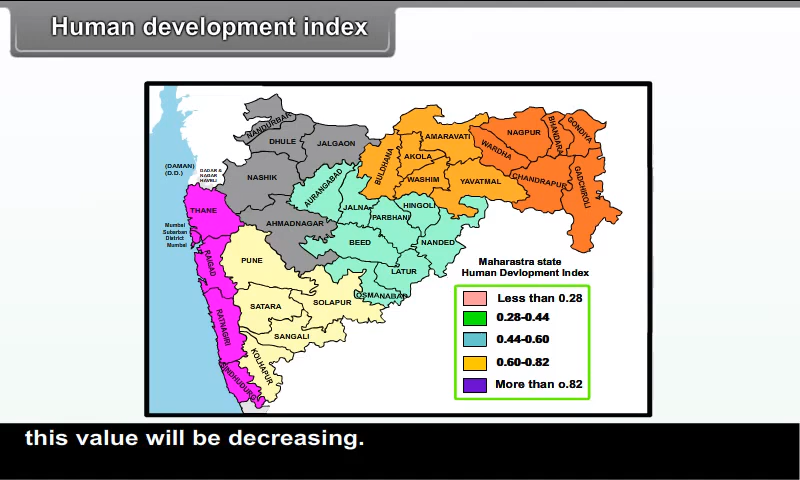 Human development index
NANDURBAR
DHULE
JALGAON
NASHIK
AHMADNAGAR
(DAMAN)
(D.D.)
DADAR &
NAGAR
HAVELI
THANE
Mumbai
Suburban
District
Mumbai
RAIGAD
RATNAGIRI
SINDHUDURG
PUNE
SATARA
SOLAPUR
SANGALI
KOLHAPUR
AURANGABAD
JALNA
PARBHANI
HINGOLI
BEED
NANDED
LATUR
OSMANABAD
BULDHANA
AKOLA
AMARAVATI
WASHIM
YAVATMAL
WARDHA
NAGPUR
BHANDARA
GONDIYA
CHANDRAPUR
GADCHIROLI
Maharastra state
Human Devlopment Index
Less than 0.28
0.28-0.44
0.44-0.60
0.60-0.82
More than o.82
this value will be decreasing.